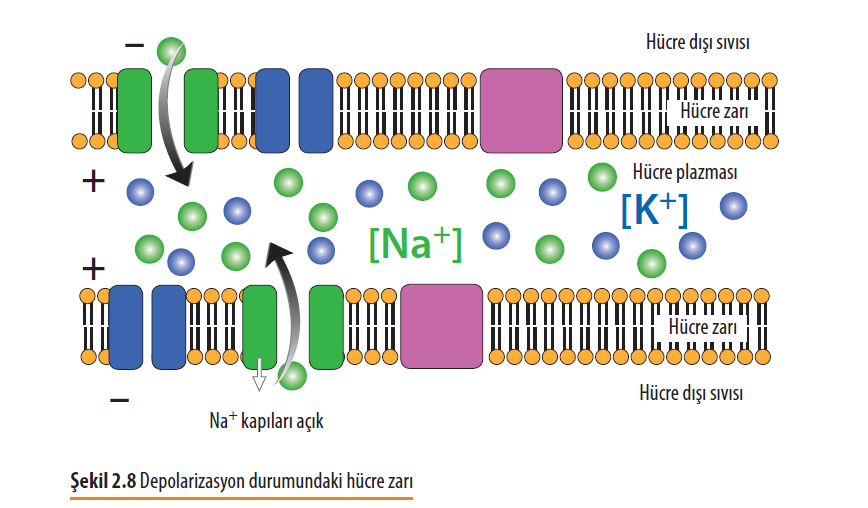 Hücre dışı sıvısı
Hücre zarı
Hücre plazması
[K⁺]
[Na⁺]
Hücre zarı
Hücre dışı sıvısı
Na⁺ kapıları açık
Şekil 2.8 Depolarizasyon durumundaki hücre zarı